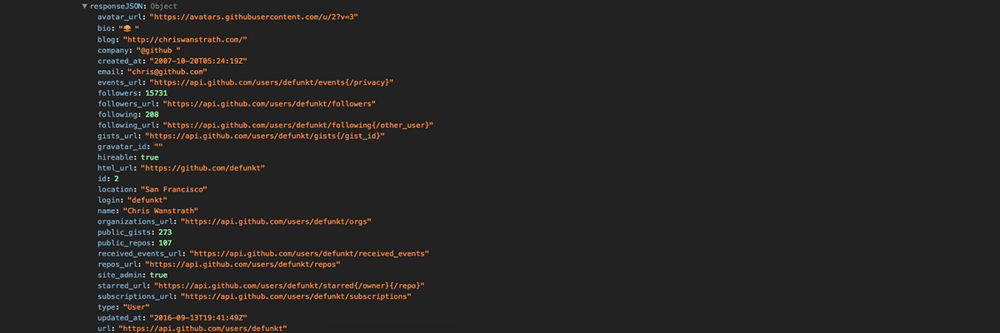 ▼ responseJSON: Object
avatar_url: "https://avatars.githubusercontent.com/u/2?v=3"
bio: "🍔 "
blog: "http://chriswanstrath.com/"
company: "@github "
created_at: "2007-10-20T05:24:19Z"
email: "chris@github.com"
events_url: "https://api.github.com/users/defunkt/events{/privacy}"
followers: 15731
followers_url: "https://api.github.com/users/defunkt/followers"
following: 208
following_url: "https://api.github.com/users/defunkt/following{/other_user}"
gists_url: "https://api.github.com/users/defunkt/gists{/gist_id}"
gravatar_id: ""
hireable: true
html_url: "https://github.com/defunkt"
id: 2
location: "San Francisco"
login: "defunkt"
name: "Chris Wanstrath"
organizations_url: "https://api.github.com/users/defunkt/orgs"
public_gists: 273
public_repos: 107
received_events_url: "https://api.github.com/users/defunkt/received_events"
repos_url: "https://api.github.com/users/defunkt/repos"
site_admin: true
starred_url: "https://api.github.com/users/defunkt/starred{/owner}{/repo}"
subscriptions_url: "https://api.github.com/users/defunkt/subscriptions"
type: "User"
updated_at: "2016-09-13T19:41:49Z"
url: "https://api.github.com/users/defunkt"